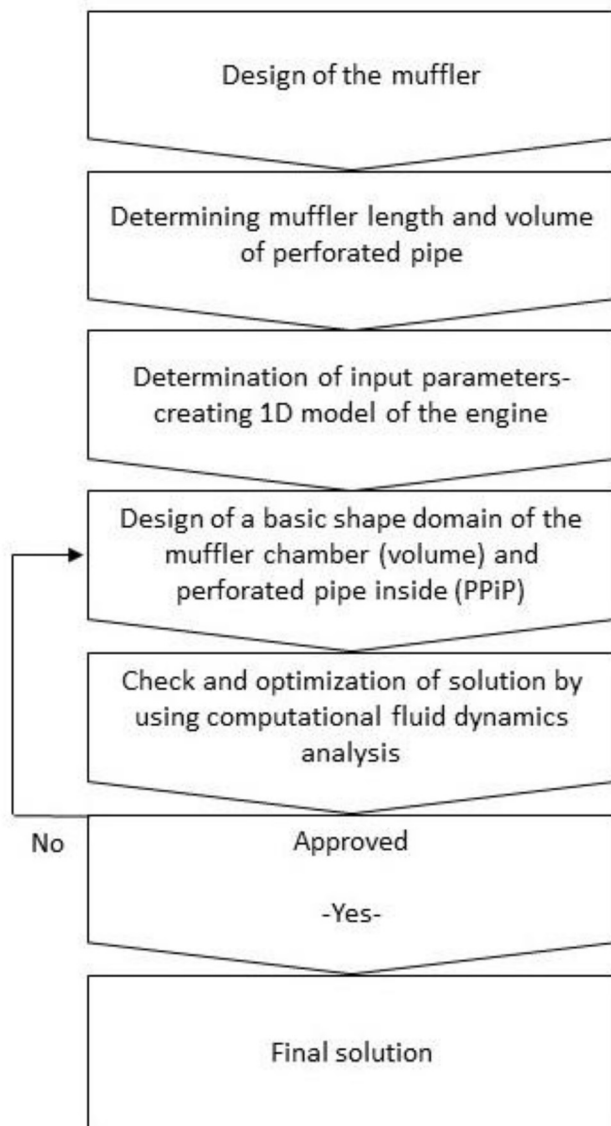 Design of the muffler
Determining muffler length and volume
of perforated pipe
Determination of input parameters-
creating 1D model of the engine
Design of a basic shape domain of the
muffler chamber (volume) and
perforated pipe inside (PPiP)
Check and optimization of solution by
using computational fluid dynamics
analysis
No
Approved
-Yes-
Final solution